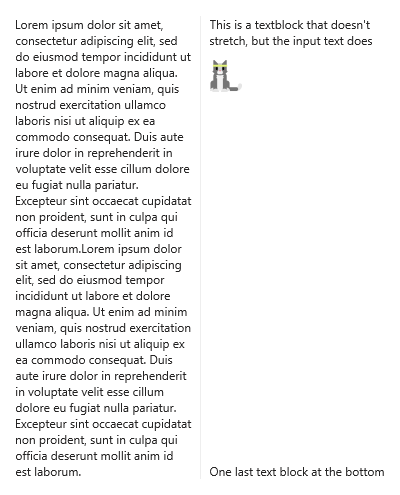 Lorem ipsum dolor sit amet,
consectetur adipiscing elit, sed
do eiusmod tempor incididunt ut
labore et dolore magna aliqua.
Ut enim ad minim veniam, quis
nostrud exercitation ullamco
laboris nisi ut aliquip ex ea
commodo consequat. Duis aute
irure dolor in reprehenderit in
voluptate velit esse cillum dolore
eu fugiat nulla pariatur.
Excepteur sint occaecat cupidatat
non proident, sunt in culpa qui
officia deserunt mollit anim id
est laborum.Lorem ipsum dolor
sit amet, consectetur adipiscing
elit, sed do eiusmod tempor
incididunt ut labore et dolore
magna aliqua. Ut enim ad minim
veniam, quis nostrud exercitation
ullamco laboris nisi ut aliquip ex
ea commodo consequat. Duis
aute irure dolor in reprehenderit
in voluptate velit esse cillum
dolore eu fugiat nulla pariatur.
Excepteur sint occaecat cupidatat
non proident, sunt in culpa qui
officia deserunt mollit anim id
est laborum.
This is a textblock that doesn't
stretch, but the input text does
One last text block at the bottom